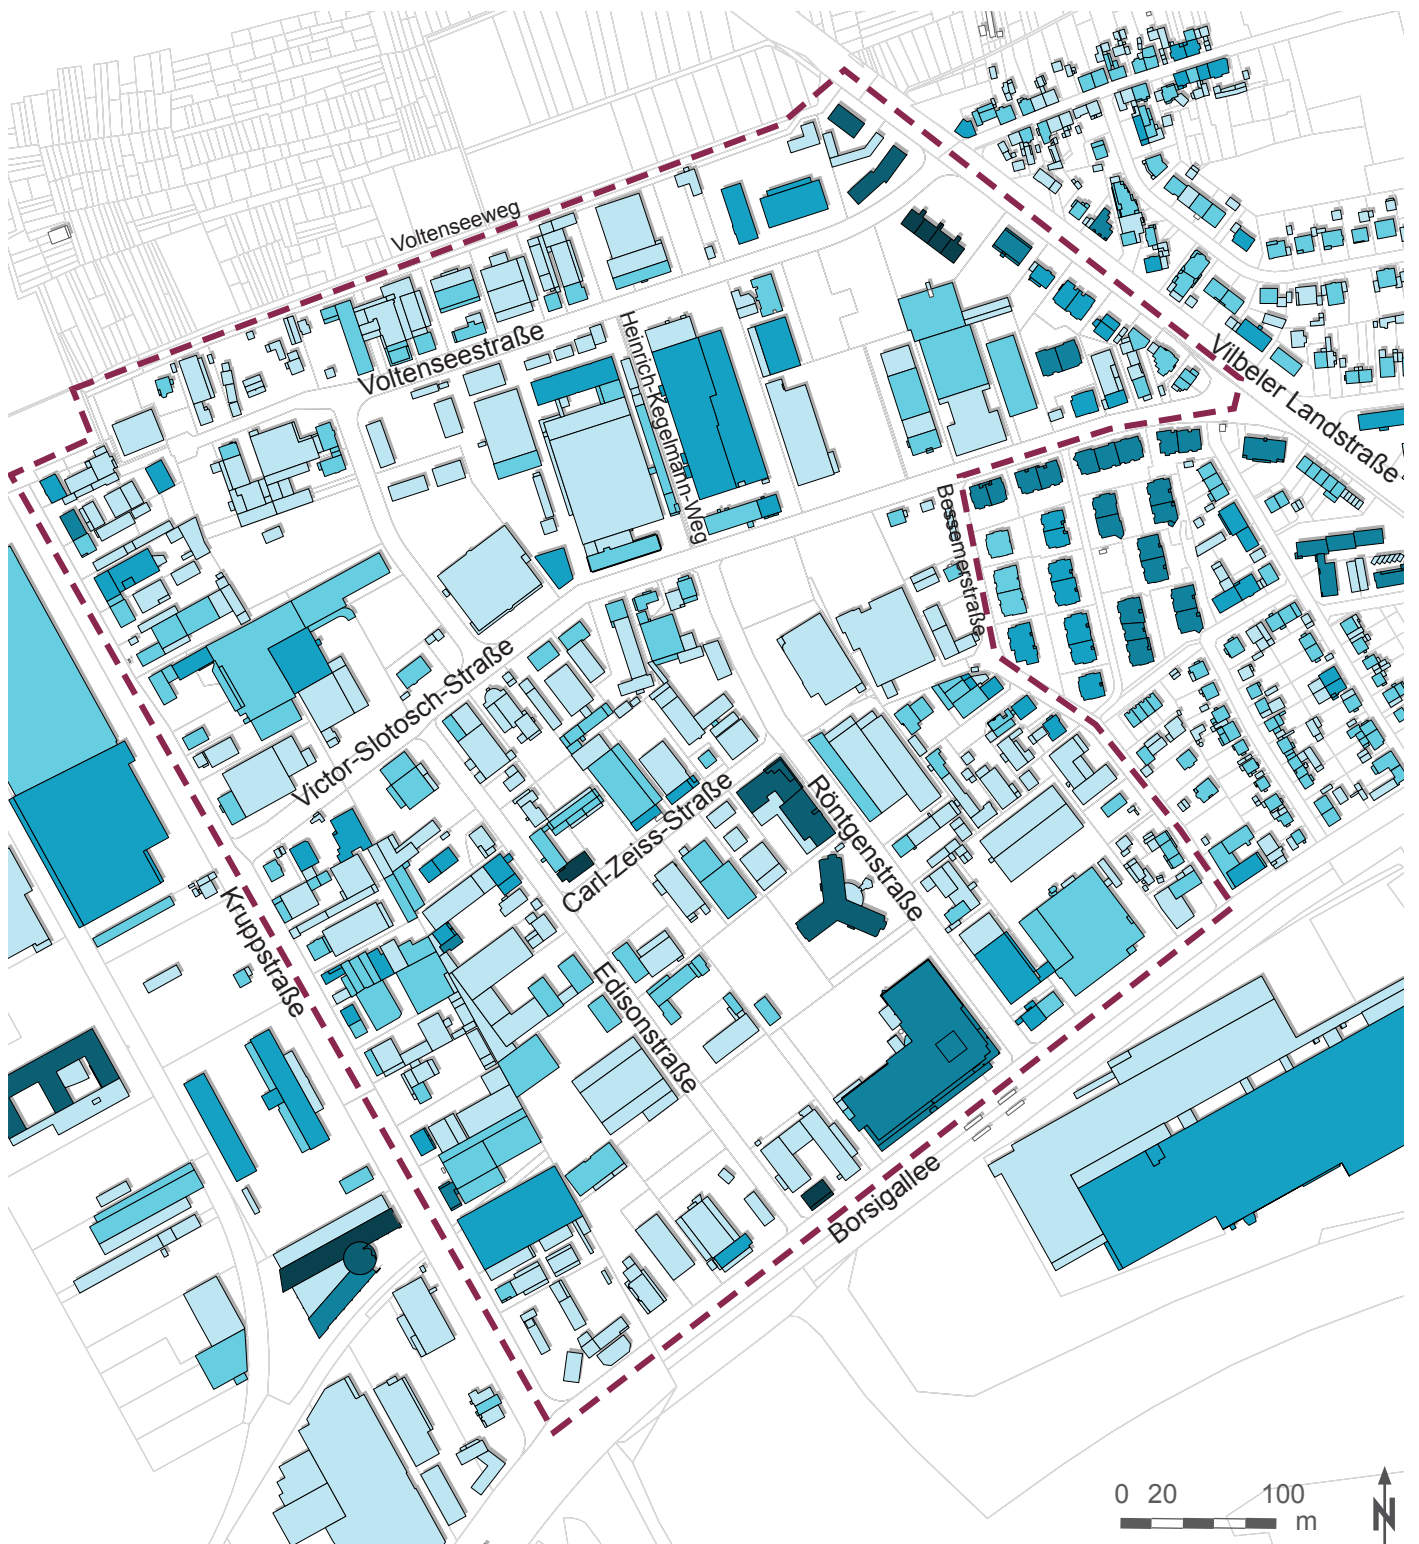 Voltenseeweg
Voltenseestraße
Heinrich-Kegelmann-Weg
Vilbeler Landstraße
Bessemerstraße
Victor-Slotosch-Straße
Carl-Zeiss-Straße
Röntgenstraße
Kruppstraße
Edisonstraße
Borsigallee
0 20 100
m
N